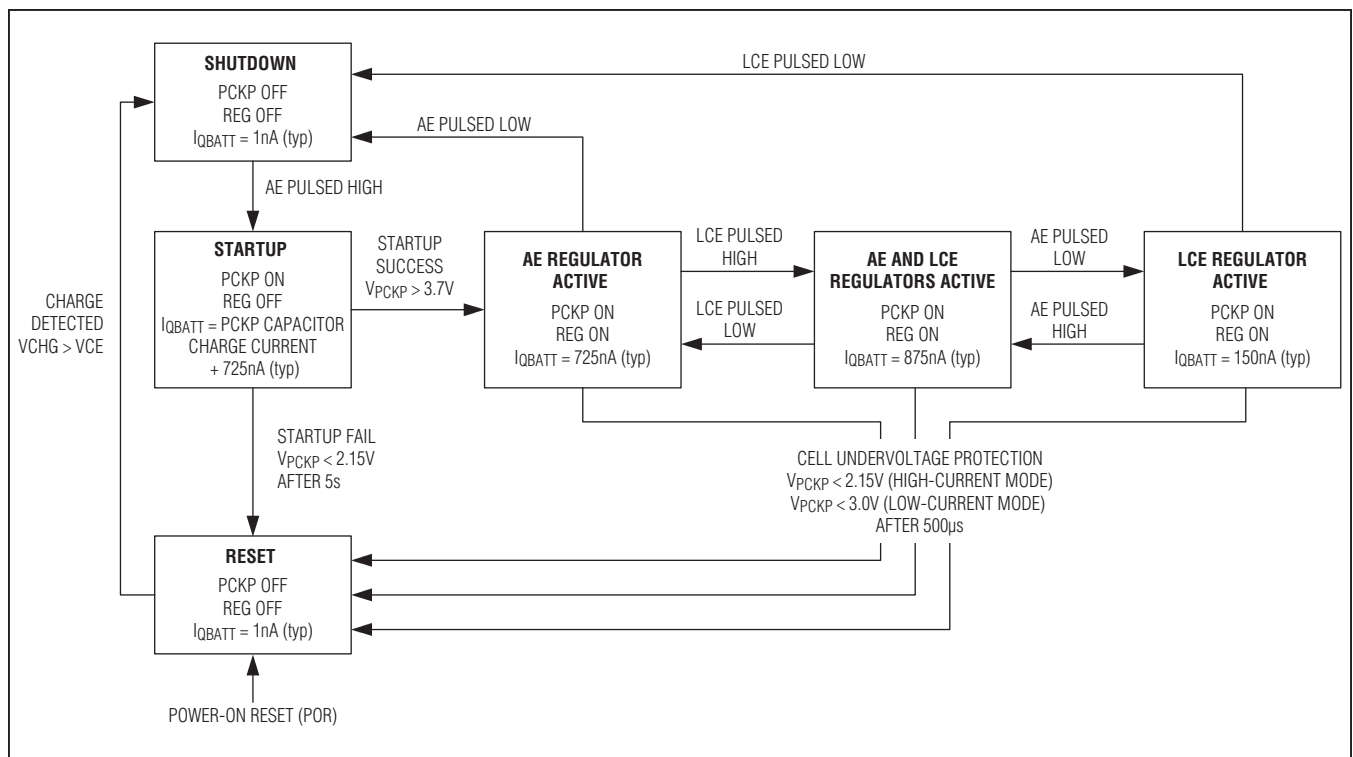 SHUTDOWN
PCKP OFF
REG OFF
IQBATT = 1nA (typ)
LCE PULSED LOW
AE PULSED LOW
AE PULSED HIGH
STARTUP
PCKP ON
REG OFF
IQBATT = PCKP CAPACITOR
CHARGE CURRENT
+ 725nA (typ)
STARTUP
SUCCESS
VPCKP > 3.7V
AE REGULATOR
ACTIVE
PCKP ON
REG ON
IQBATT = 725nA (typ)
LCE PULSED
HIGH
LCE PULSED
LOW
AE AND LCE
REGULATORS ACTIVE
PCKP ON
REG ON
IQBATT = 875nA (typ)
AE PULSED
LOW
AE PULSED
HIGH
LCE REGULATOR
ACTIVE
PCKP ON
REG ON
IQBATT = 150nA (typ)
CHARGE
DETECTED
VCHG > VCE
STARTUP FAIL
VPCKP < 2.15V
AFTER 5s
CELL UNDERVOLTAGE PROTECTION
VPCKP < 2.15V (HIGH-CURRENT MODE)
VPCKP < 3.0V (LOW-CURRENT MODE)
AFTER 500µs
RESET
PCKP OFF
REG OFF
IQBATT = 1nA (typ)
POWER-ON RESET (POR)